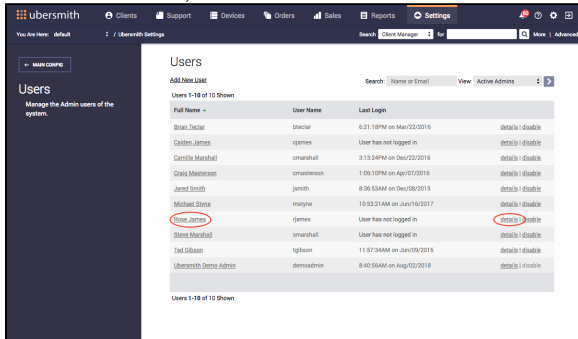 ubersmith Clients Support Devices Orders Sales Reports Settings
You Are Here: default / Ubersmith Settings Search Client Manager for More | Advanced
← MAIN CONFIG
Users
Manage the Admin users of the
system.
Users
Add New User Search: Name or Email View: Active Admins
Users 1-10 of 10 Shown
Full Name User Name Last Login
Brian Teclar bteclar 6:21:18PM on Mar/22/2016 details | disable
Caiden James cjames User has not logged in details | disable
Camille Marshall cmarshall 3:13:24PM on Dec/22/2016 details | disable
Craig Masterson cmasterson 1:06:10PM on Apr/07/2016 details | disable
Jared Smith jsmith 8:36:53AM on Dec/08/2015 details | disable
Michael Styne mstyne 10:53:21AM on Jun/16/2017 details | disable
Rose James rjames User has not logged in details | disable
Steve Marshall smarshall User has not logged in details | disable
Ted Gibson tgibson 11:57:34AM on Jun/09/2015 details | disable
Ubersmith Demo Admin demoadmin 8:40:56AM on Aug/02/2018 details | disable
Users 1-10 of 10 Shown